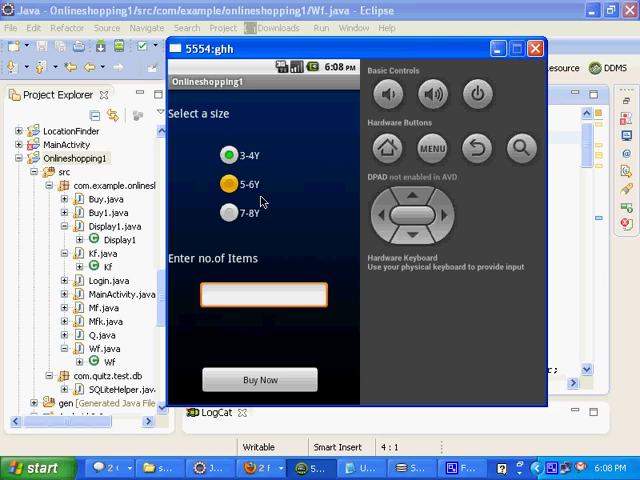 Java - Onlineshopping1/src/com/example/onlineshopping1/Wf.java - Eclipse
File Edit Source Refactor Navigate Search Project Downloads Run Window Help
5554:ghh
6:08 PM
Onlineshopping1
Select a size
3-4Y
5-6Y
7-8Y
Enter no.of Items
Buy Now
Basic Controls
Hardware Buttons
MENU
DPAD not enabled in AVD
Hardware Keyboard
Use your physical keyboard to provide input
esource
DDMS
Project Explorer
LocationFinder
MainActivity
Onlineshopping1
src
com.example.onlinesl
Buy.java
Buy1.java
Display1.java
Display1
Kf.java
Kf
Login.java
MainActivity.java
Mf.java
Mfk.java
Q.java
Wf.java
Wf
com.quitz.test.db
SQLiteHelper.jav
gen [Generated Java F
r;
LogCat
Writable
Smart Insert
4 : 1
start
2
s...
J...
2 F
5...
U...
S...
F...
6:08 PM